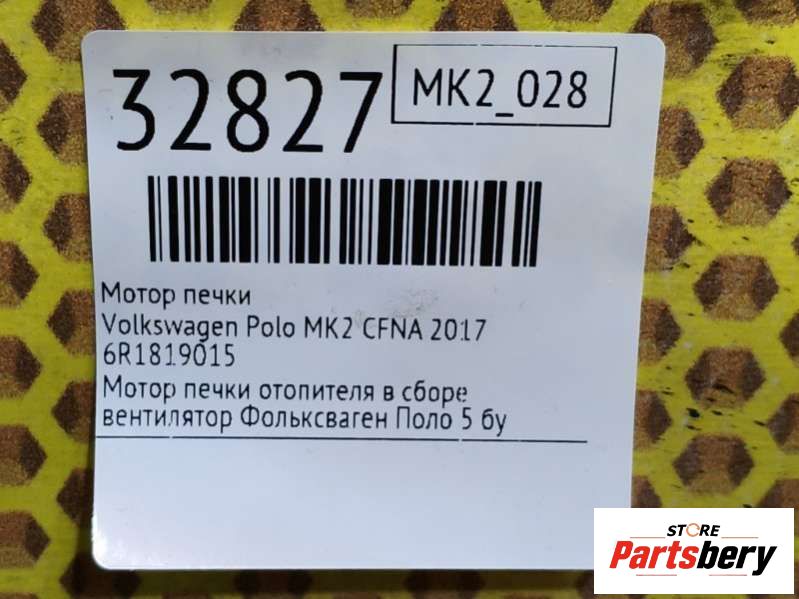 32827
MK2_028
Мотор печки
Volkswagen Polo MK2 CFNA 2017
6R1819015
Мотор печки отопителя в сборе
вентилятор Фольксваген Поло 5 бу
STORE
Partsbery